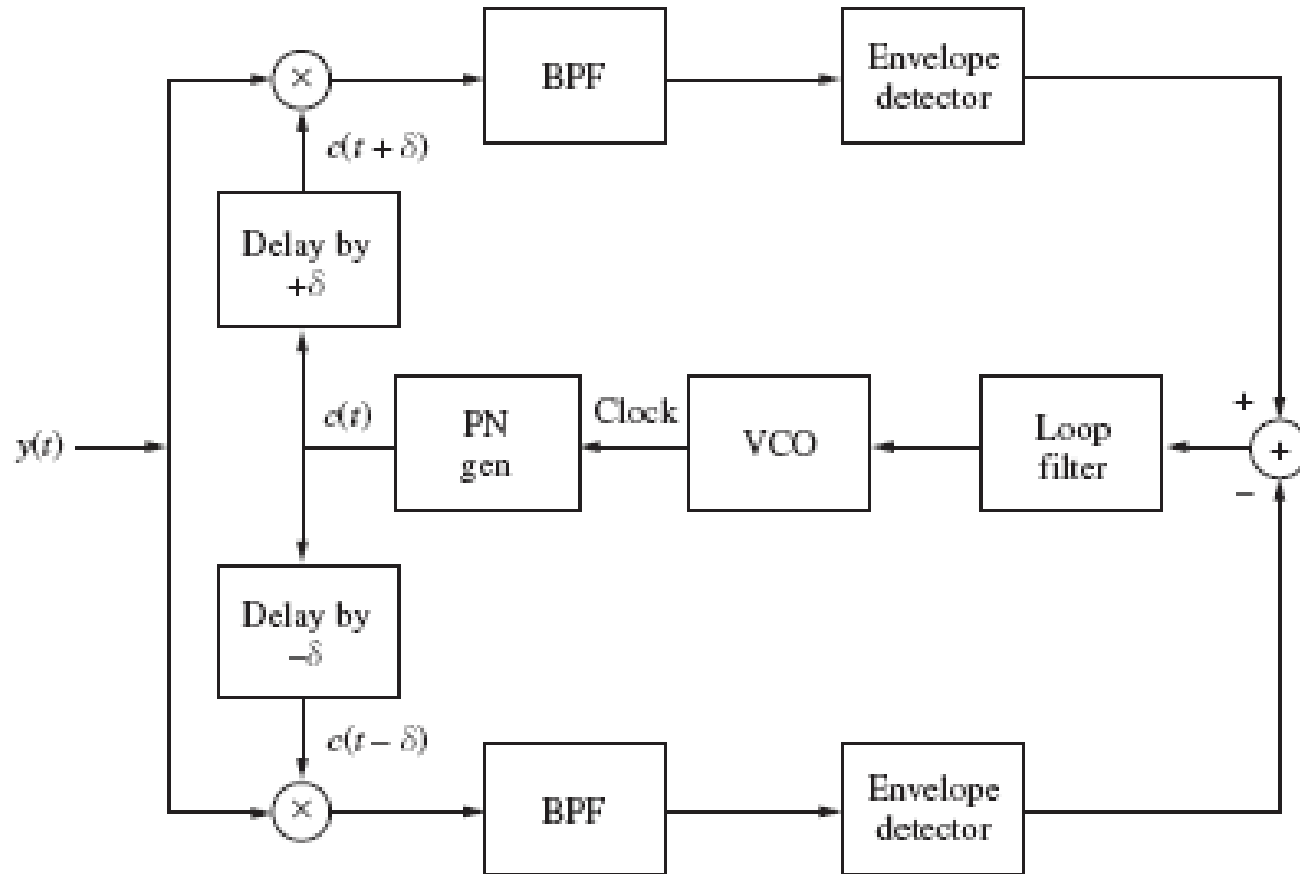 ×
BPF
Envelope
detector
c(t + δ)
Delay by
+δ
y(t)
c(t)
PN
gen
Clock
VCO
Loop
filter
+
+
−
Delay by
−δ
c(t − δ)
×
BPF
Envelope
detector